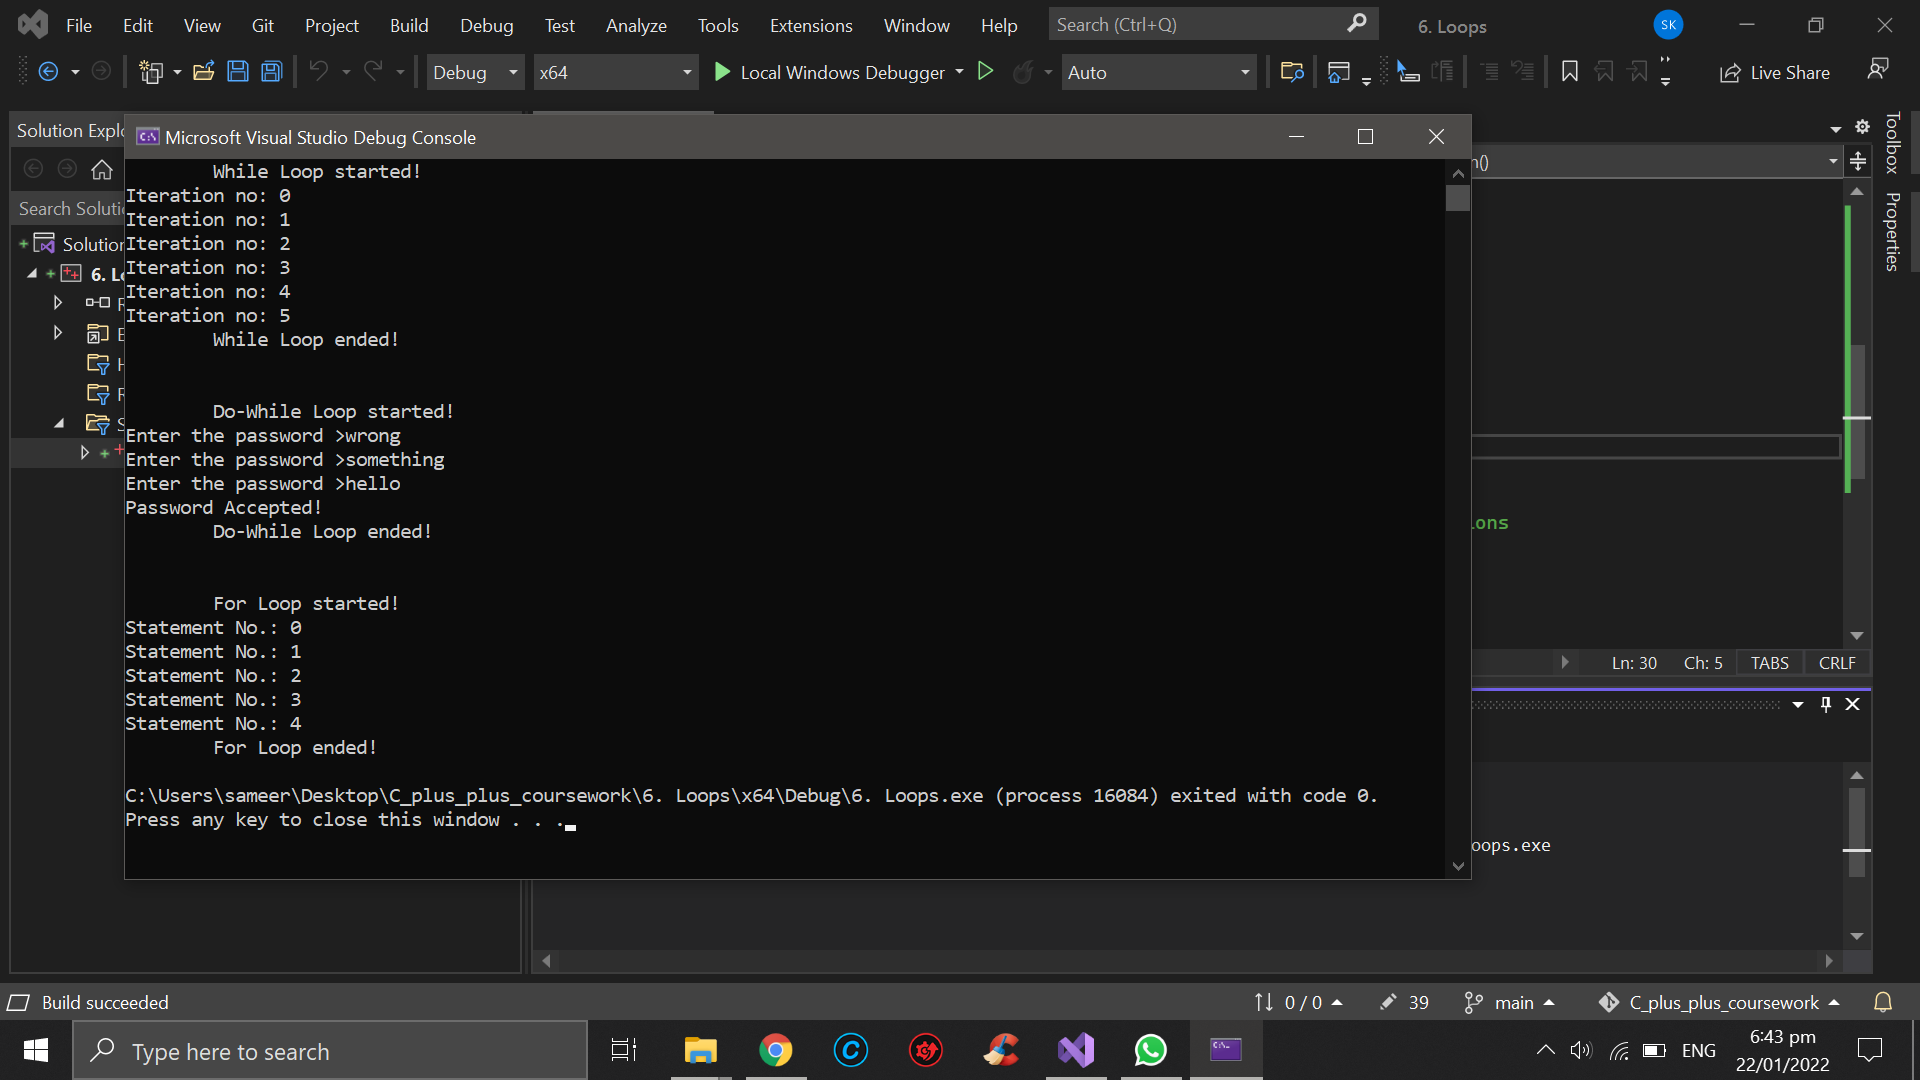 File Edit View Git Project Build Debug Test Analyze Tools Extensions Window Help Search (Ctrl+Q) 6. Loops SK
Debug x64 Local Windows Debugger Auto Live Share
Solution Explo
Microsoft Visual Studio Debug Console
Toolbox
Properties
n()
Search Soluti
Solution
6. Lo
While Loop started!
Iteration no: 0
Iteration no: 1
Iteration no: 2
Iteration no: 3
Iteration no: 4
Iteration no: 5
While Loop ended!
Do-While Loop started!
Enter the password >wrong
Enter the password >something
Enter the password >hello
Password Accepted!
Do-While Loop ended!
For Loop started!
Statement No.: 0
Statement No.: 1
Statement No.: 2
Statement No.: 3
Statement No.: 4
For Loop ended!
C:\Users\sameer\Desktop\C_plus_plus_coursework\6. Loops\x64\Debug\6. Loops.exe (process 16084) exited with code 0.
Press any key to close this window . . .
ions
Ln: 30 Ch: 5 TABS CRLF
oops.exe
Build succeeded 0 / 0 39 main C_plus_plus_coursework
Type here to search ENG 6:43 pm
22/01/2022